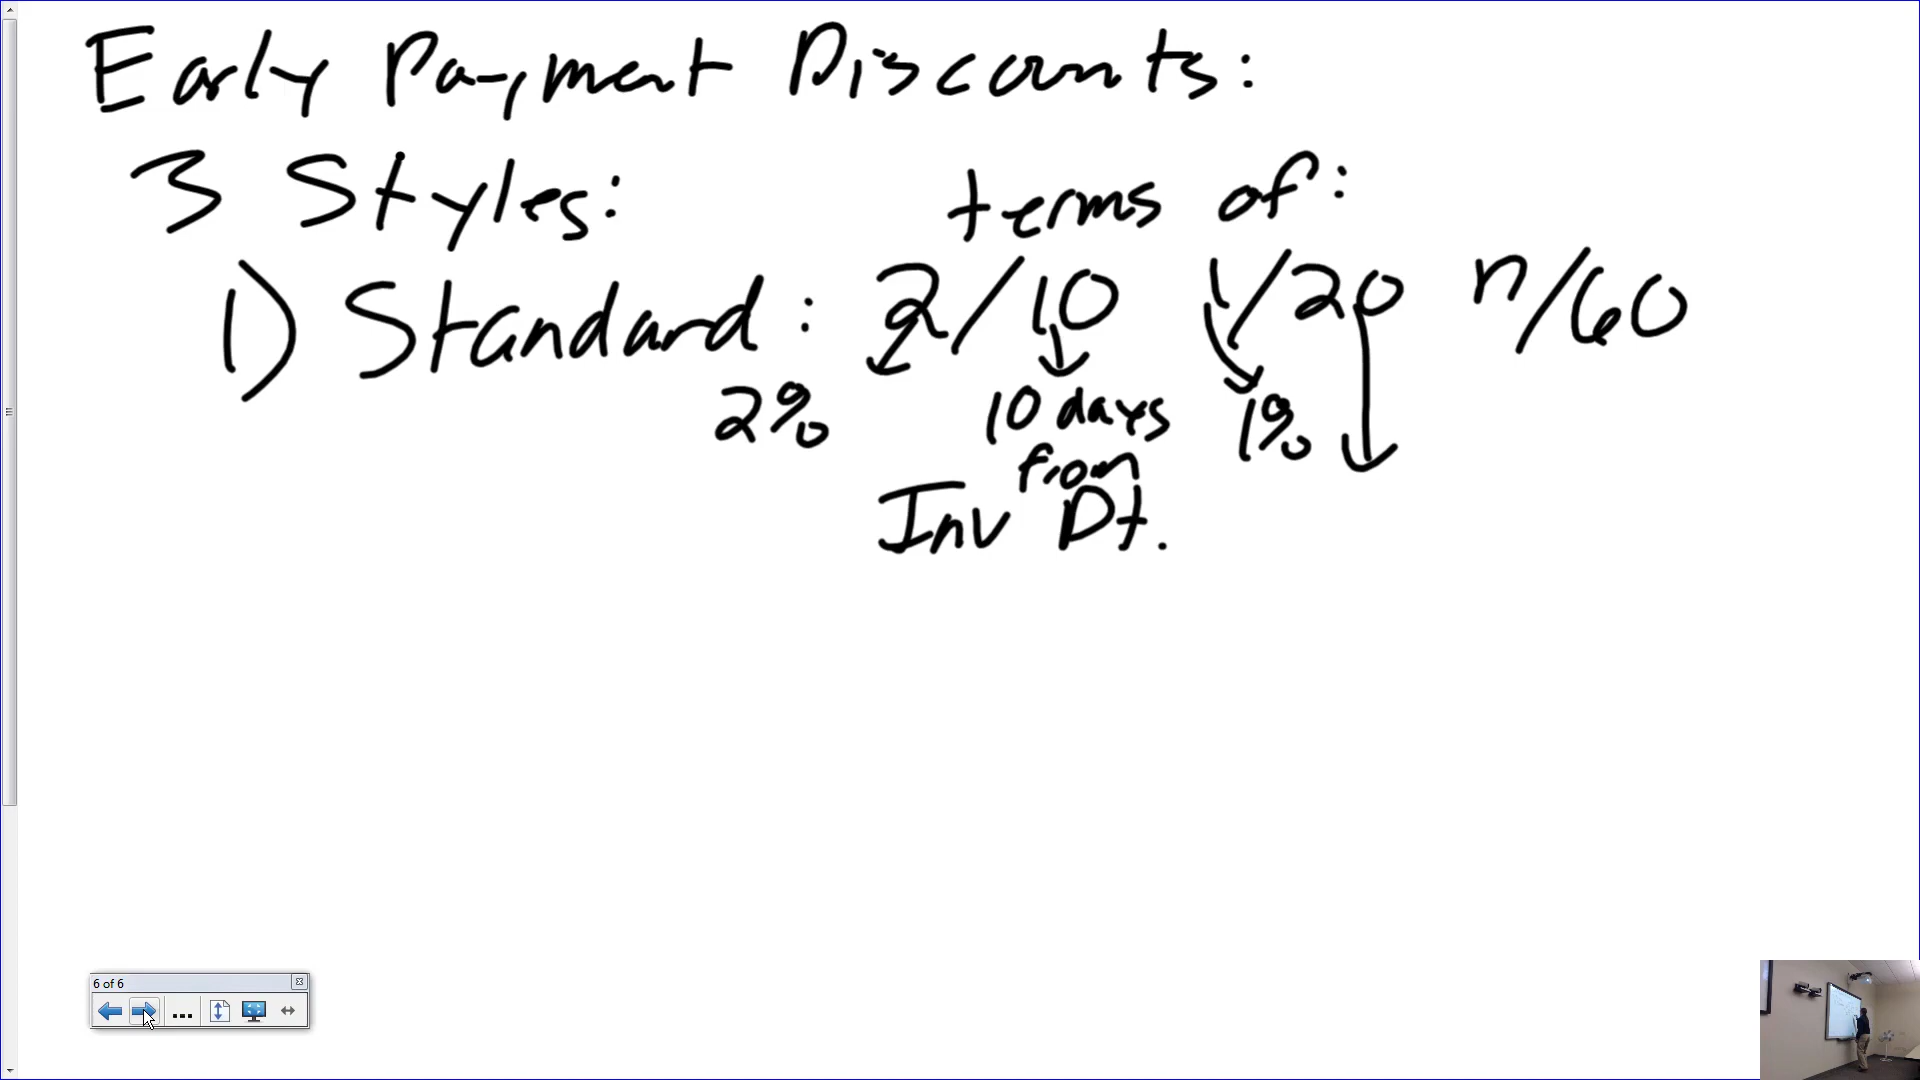 Early Payment Discounts:
3 Styles:
terms of:
1) Standard: 2/10 1/20 n/60
2%
10 days
1%
from
Inv Dt.
6 of 6
...